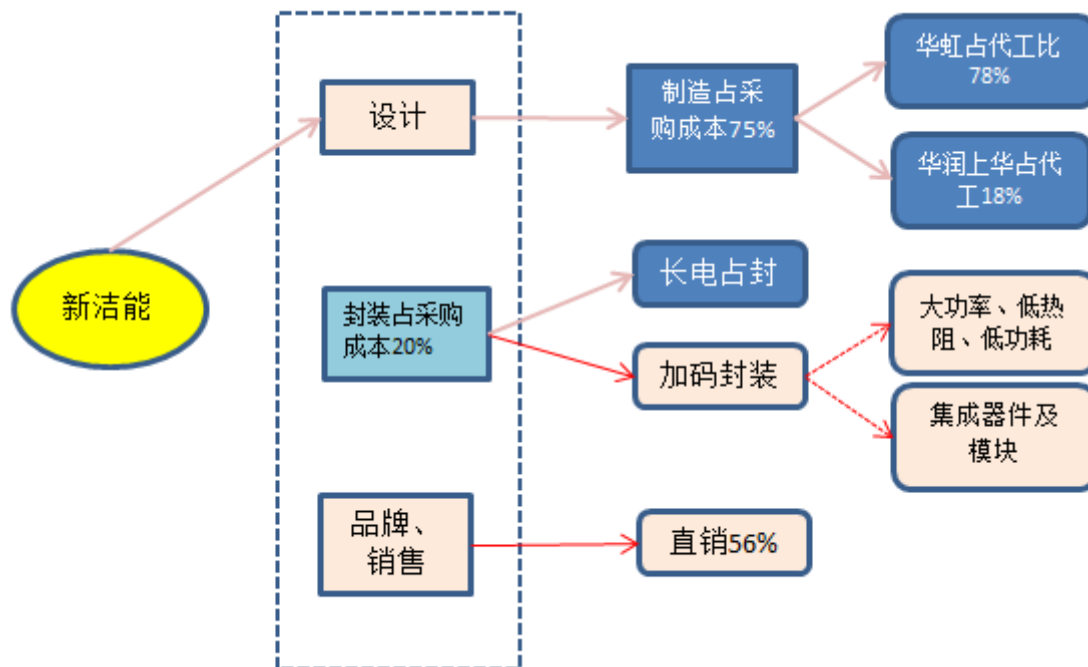 新洁能
设计
制造占采
购成本75%
华虹占代工比
78%
华润上华占代
工18%
封装占采购
成本20%
长电占封
加码封装
大功率、低热
阻、低功耗
集成器件及
模块
品牌、
销售
直销56%